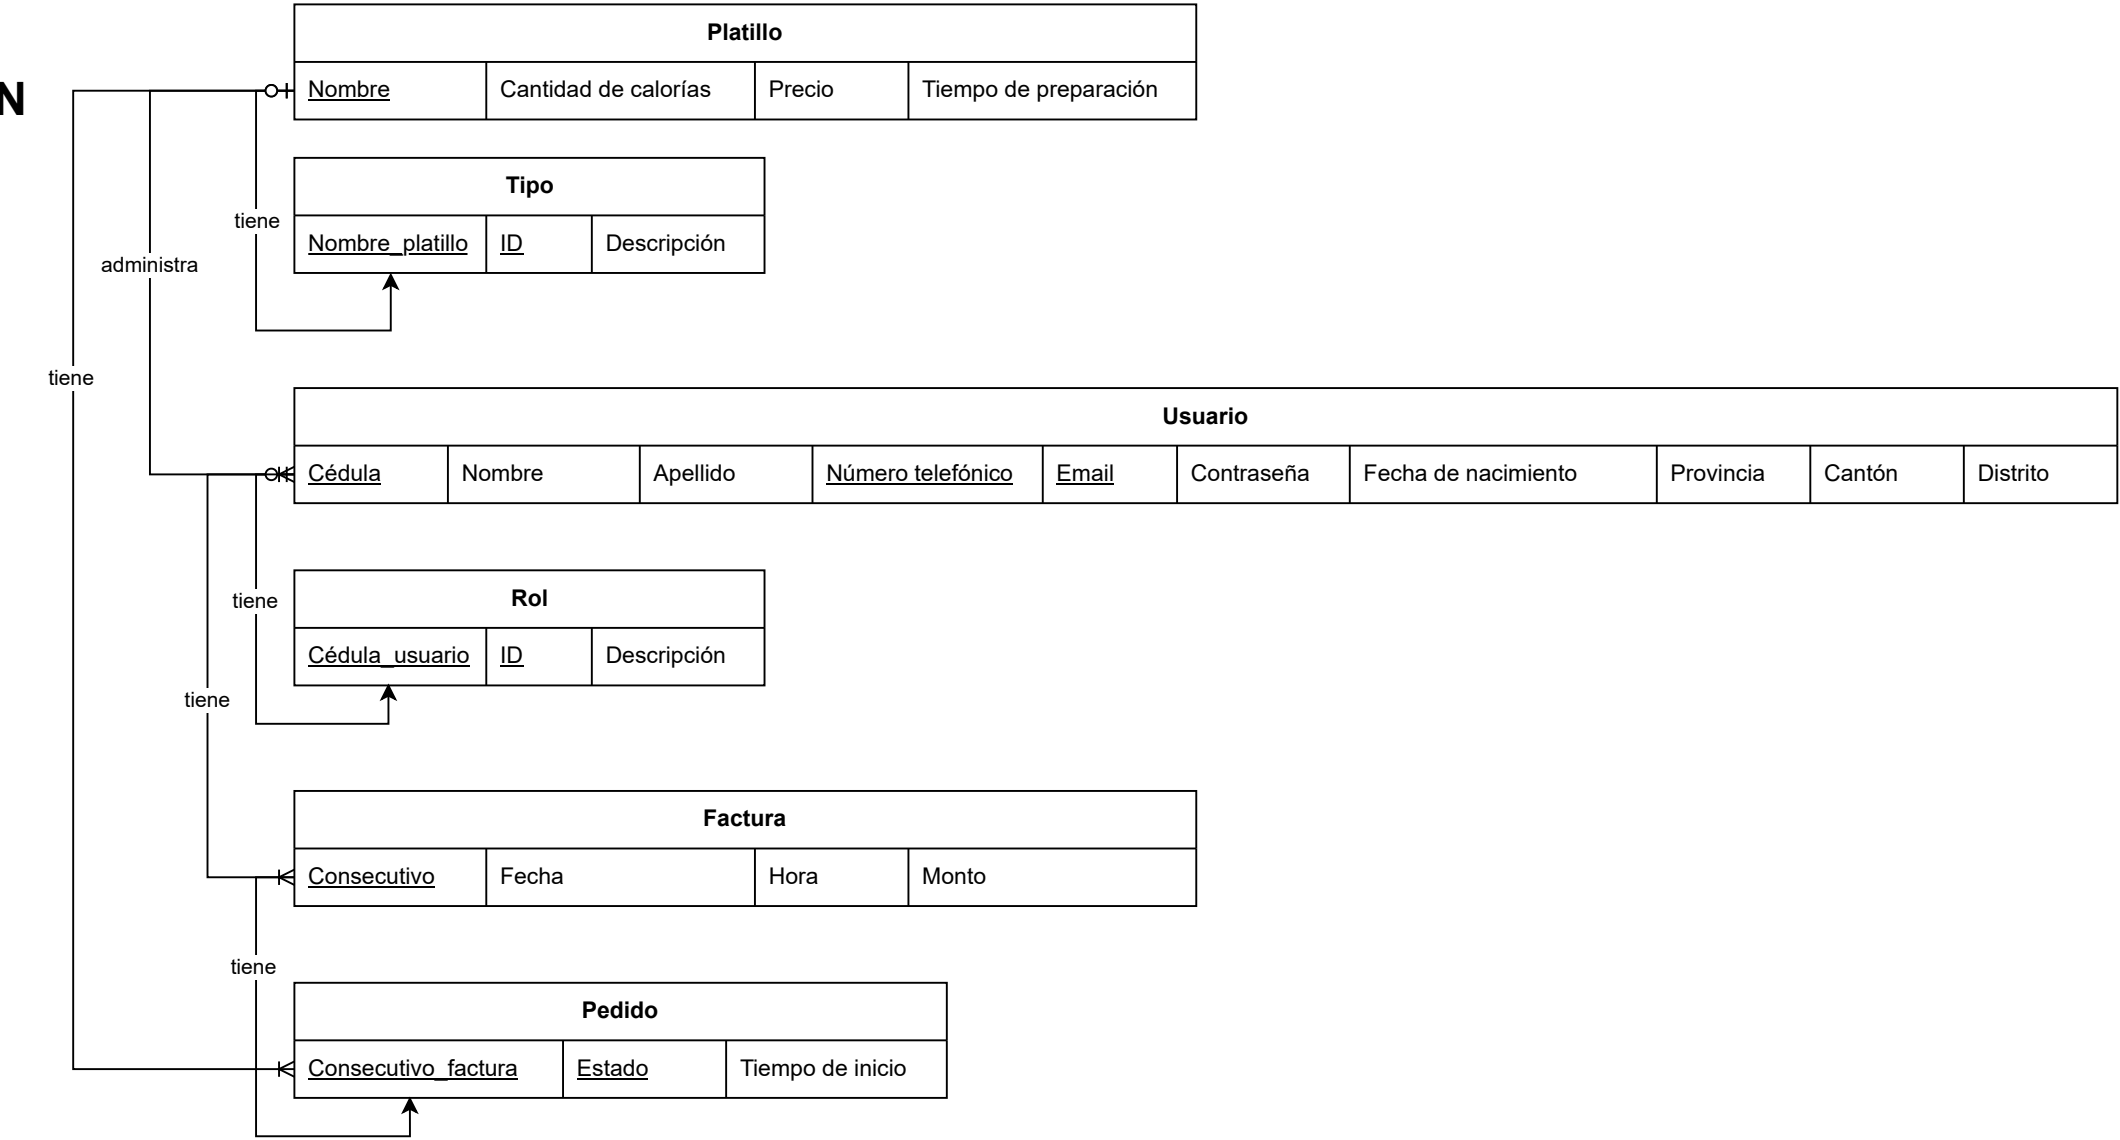 N
Platillo
Nombre Cantidad de calorías Precio Tiempo de preparación
Tipo
tiene
Nombre_platillo ID Descripción
administra
tiene
Usuario
Cédula Nombre Apellido Número telefónico Email Contraseña Fecha de nacimiento Provincia Cantón Distrito
Rol
tiene
Cédula_usuario ID Descripción
tiene
Factura
Consecutivo Fecha Hora Monto
tiene
Pedido
Consecutivo_factura Estado Tiempo de inicio